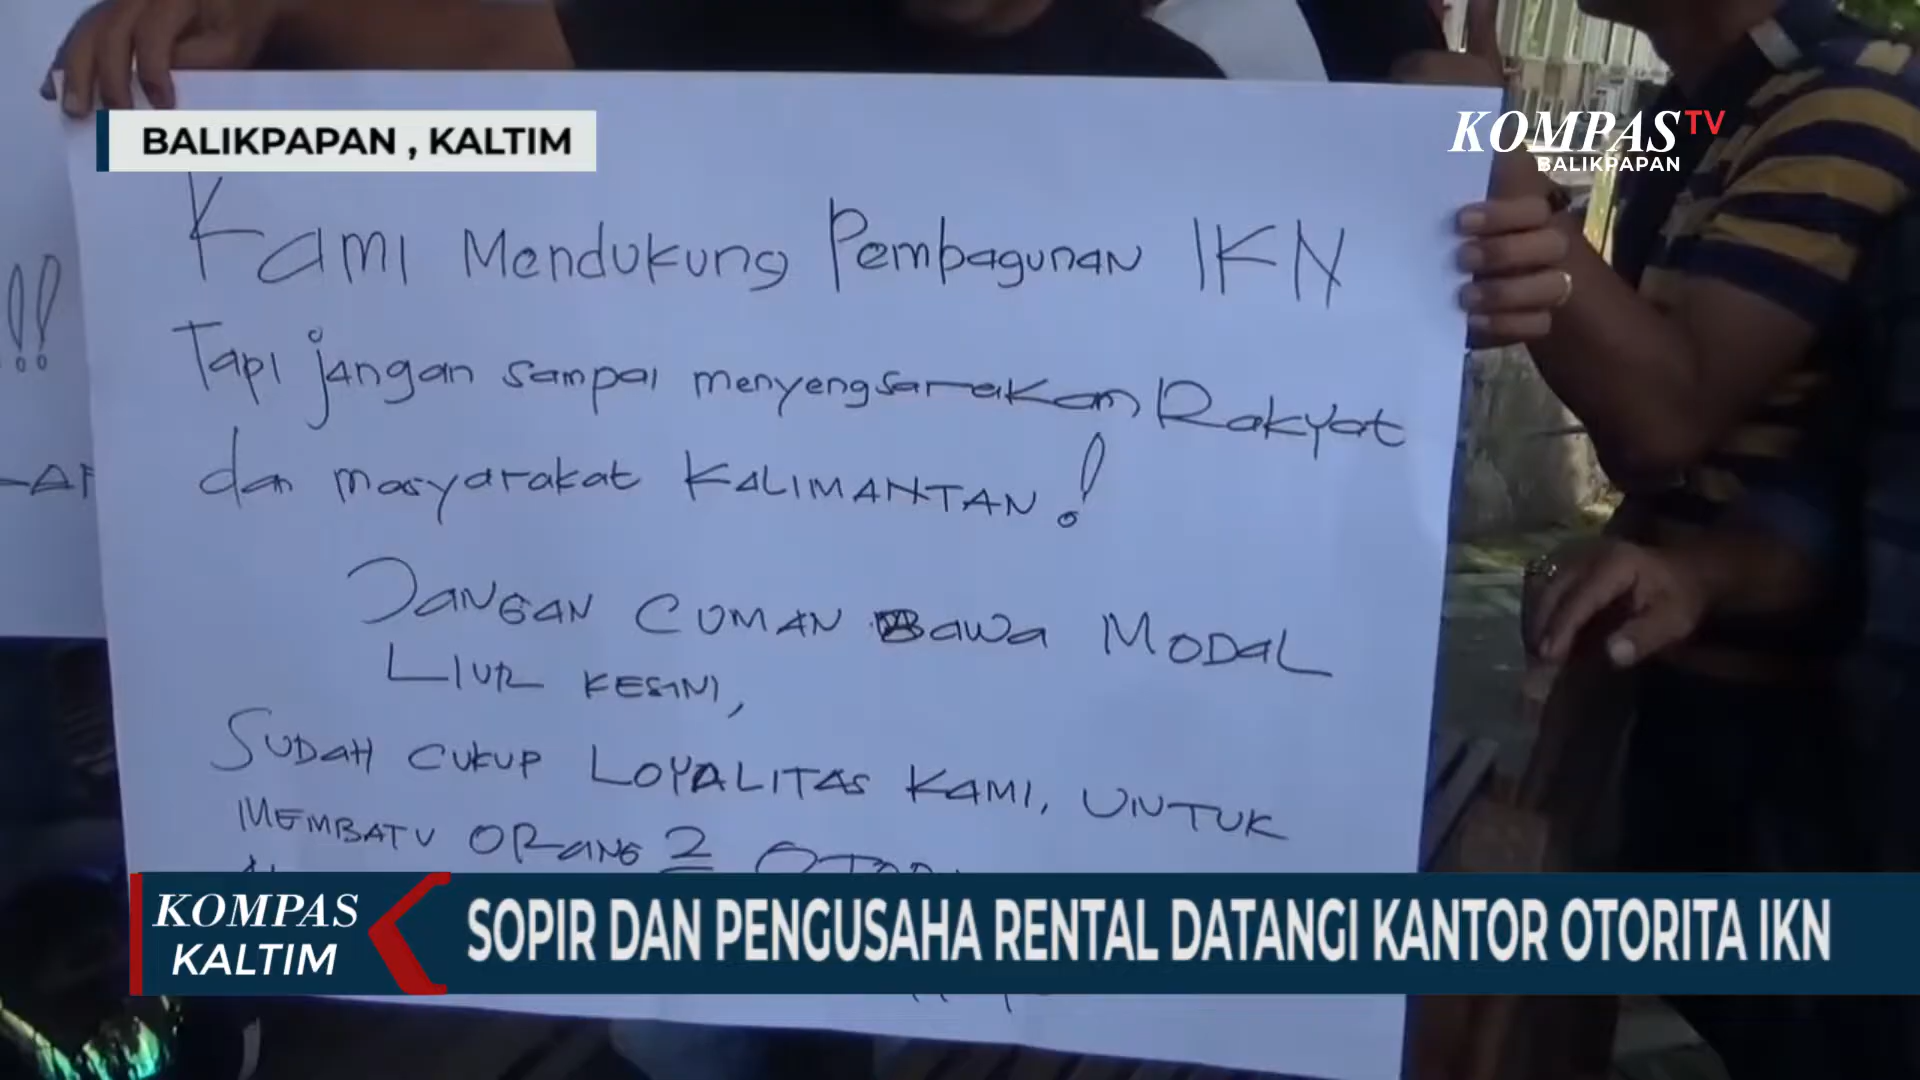 BALIKPAPAN , KALTIM
KOMPAS TV
BALIKPAPAN
Kami Mendukung Pembagunan IKN
Tapi jangan sampai menyengsarakan Rakyat
dan masyarakat KALIMANTAN!
JANGAN CUMAN BAWA MODAL
LIUR KESINI,
SUDAH CUKUP LOYALITAS KAMI, UNTUK
MEMBATU ORANG 2
!!
KOMPAS
KALTIM
SOPIR DAN PENGUSAHA RENTAL DATANGI KANTOR OTORITA IKN